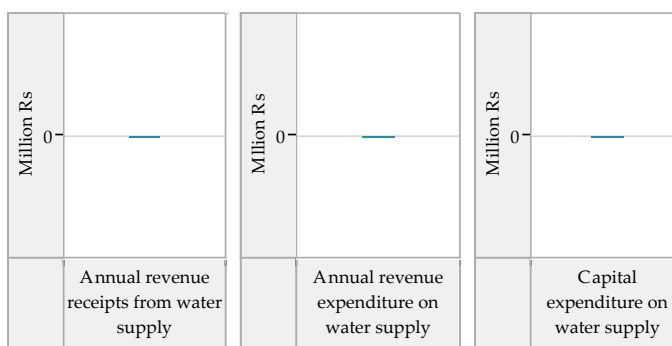 Million Rs
0
Annual revenue
receipts from water
supply
Mllion Rs
0
Annual revenue
expenditure on
water supply
Million Rs
0
Capital
expenditure on
water supply